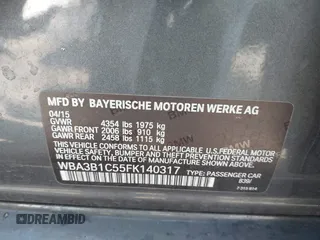 MFD BY BAYERISCHE MOTOREN WERKE AG
04/15
GVWR 4354 lbs 1975 kg
GAWR FRONT 2006 lbs 910 kg
GAWR REAR 2458 lbs 1115 kg
THIS VEHICLE CONFORMS TO ALL APPLICABLE
U.S. FEDERAL MOTOR VEHICLE SAFETY, BUMPER,
AND THEFT PREVENTION STANDARDS IN EFFECT ON
THE DATE OF MANUFACTURE SHOWN ABOVE.
WBA3B1C55FK140317 TYPE: PASSENGER CAR
DAMAGEDBID